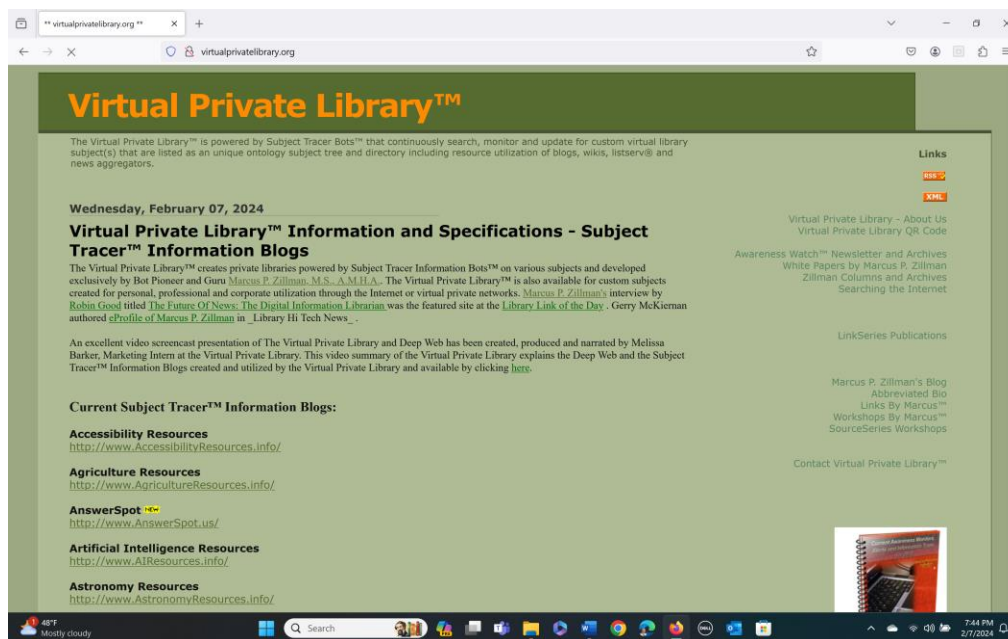 ** virtualprivatelibrary.org **
virtualprivatelibrary.org
Virtual Private Library™
The Virtual Private Library™ is powered by Subject Tracer Bots™ that continuously search, monitor and update for custom virtual library
subject(s) that are listed as an unique ontology subject tree and directory including resource utilization of blogs, wikis, listserv® and
news aggregators.
Wednesday, February 07, 2024
Virtual Private Library™ Information and Specifications - Subject
Tracer™ Information Blogs
The Virtual Private Library™ creates private libraries powered by Subject Tracer Information Bots™ on various subjects and developed
exclusively by Bot Pioneer and Guru Marcus P. Zillman, M.S., A.M.H.A.. The Virtual Private Library™ is also available for custom subjects
created for personal, professional and corporate utilization through the Internet or virtual private networks. Marcus P. Zillman's interview by
Robin Good titled The Future Of News: The Digital Information Librarian was the featured site at the Library Link of the Day . Gerry McKiernan
authored eProfile of Marcus P. Zillman in _Library Hi Tech News_ .
An excellent video screencast presentation of The Virtual Private Library and Deep Web has been created, produced and narrated by Melissa
Barker, Marketing Intern at the Virtual Private Library. This video summary of the Virtual Private Library explains the Deep Web and the Subject
Tracer™ Information Blogs created and utilized by the Virtual Private Library and available by clicking here.
Current Subject Tracer™ Information Blogs:
Accessibility Resources
http://www.AccessibilityResources.info/
Agriculture Resources
http://www.AgricultureResources.info/
AnswerSpot NEW
http://www.AnswerSpot.us/
Artificial Intelligence Resources
http://www.AIResources.info/
Astronomy Resources
http://www.AstronomyResources.info/
Links
RSS
XML
Virtual Private Library - About Us
Virtual Private Library QR Code
Awareness Watch™ Newsletter and Archives
White Papers by Marcus P. Zillman
Zillman Columns and Archives
Searching the Internet
LinkSeries Publications
Marcus P. Zillman's Blog
Abbreviated Bio
Links By Marcus™
Workshops By Marcus™
SourceSeries Workshops
Contact Virtual Private Library™
1
48°F
Mostly cloudy
Search
7:44 PM
2/7/2024